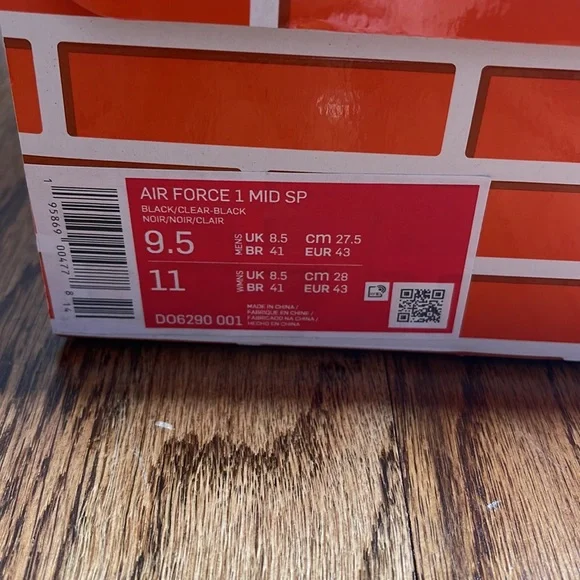 AIR FORCE 1 MID SP
BLACK/CLEAR-BLACK
NOIR/NOIR/CLAIR
9.5 MENS UK 8.5 cm 27.5
BR 41 EUR 43
11 WMNS UK 8.5 cm 28
BR 41 EUR 43
MADE IN CHINA /
FABRIQUE EN CHINE /
FABRICADO NA CHINA /
HECHO EN CHINA
DO6290 001
1 95869 00477 8 14